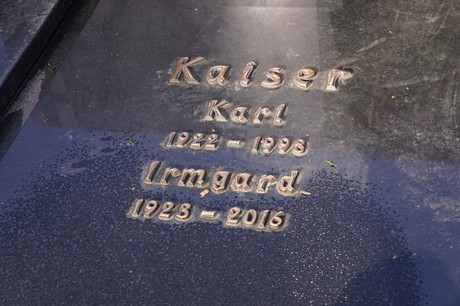 Kaiser
Karl
1922 - 1998
Irmgard
1923 - 2016